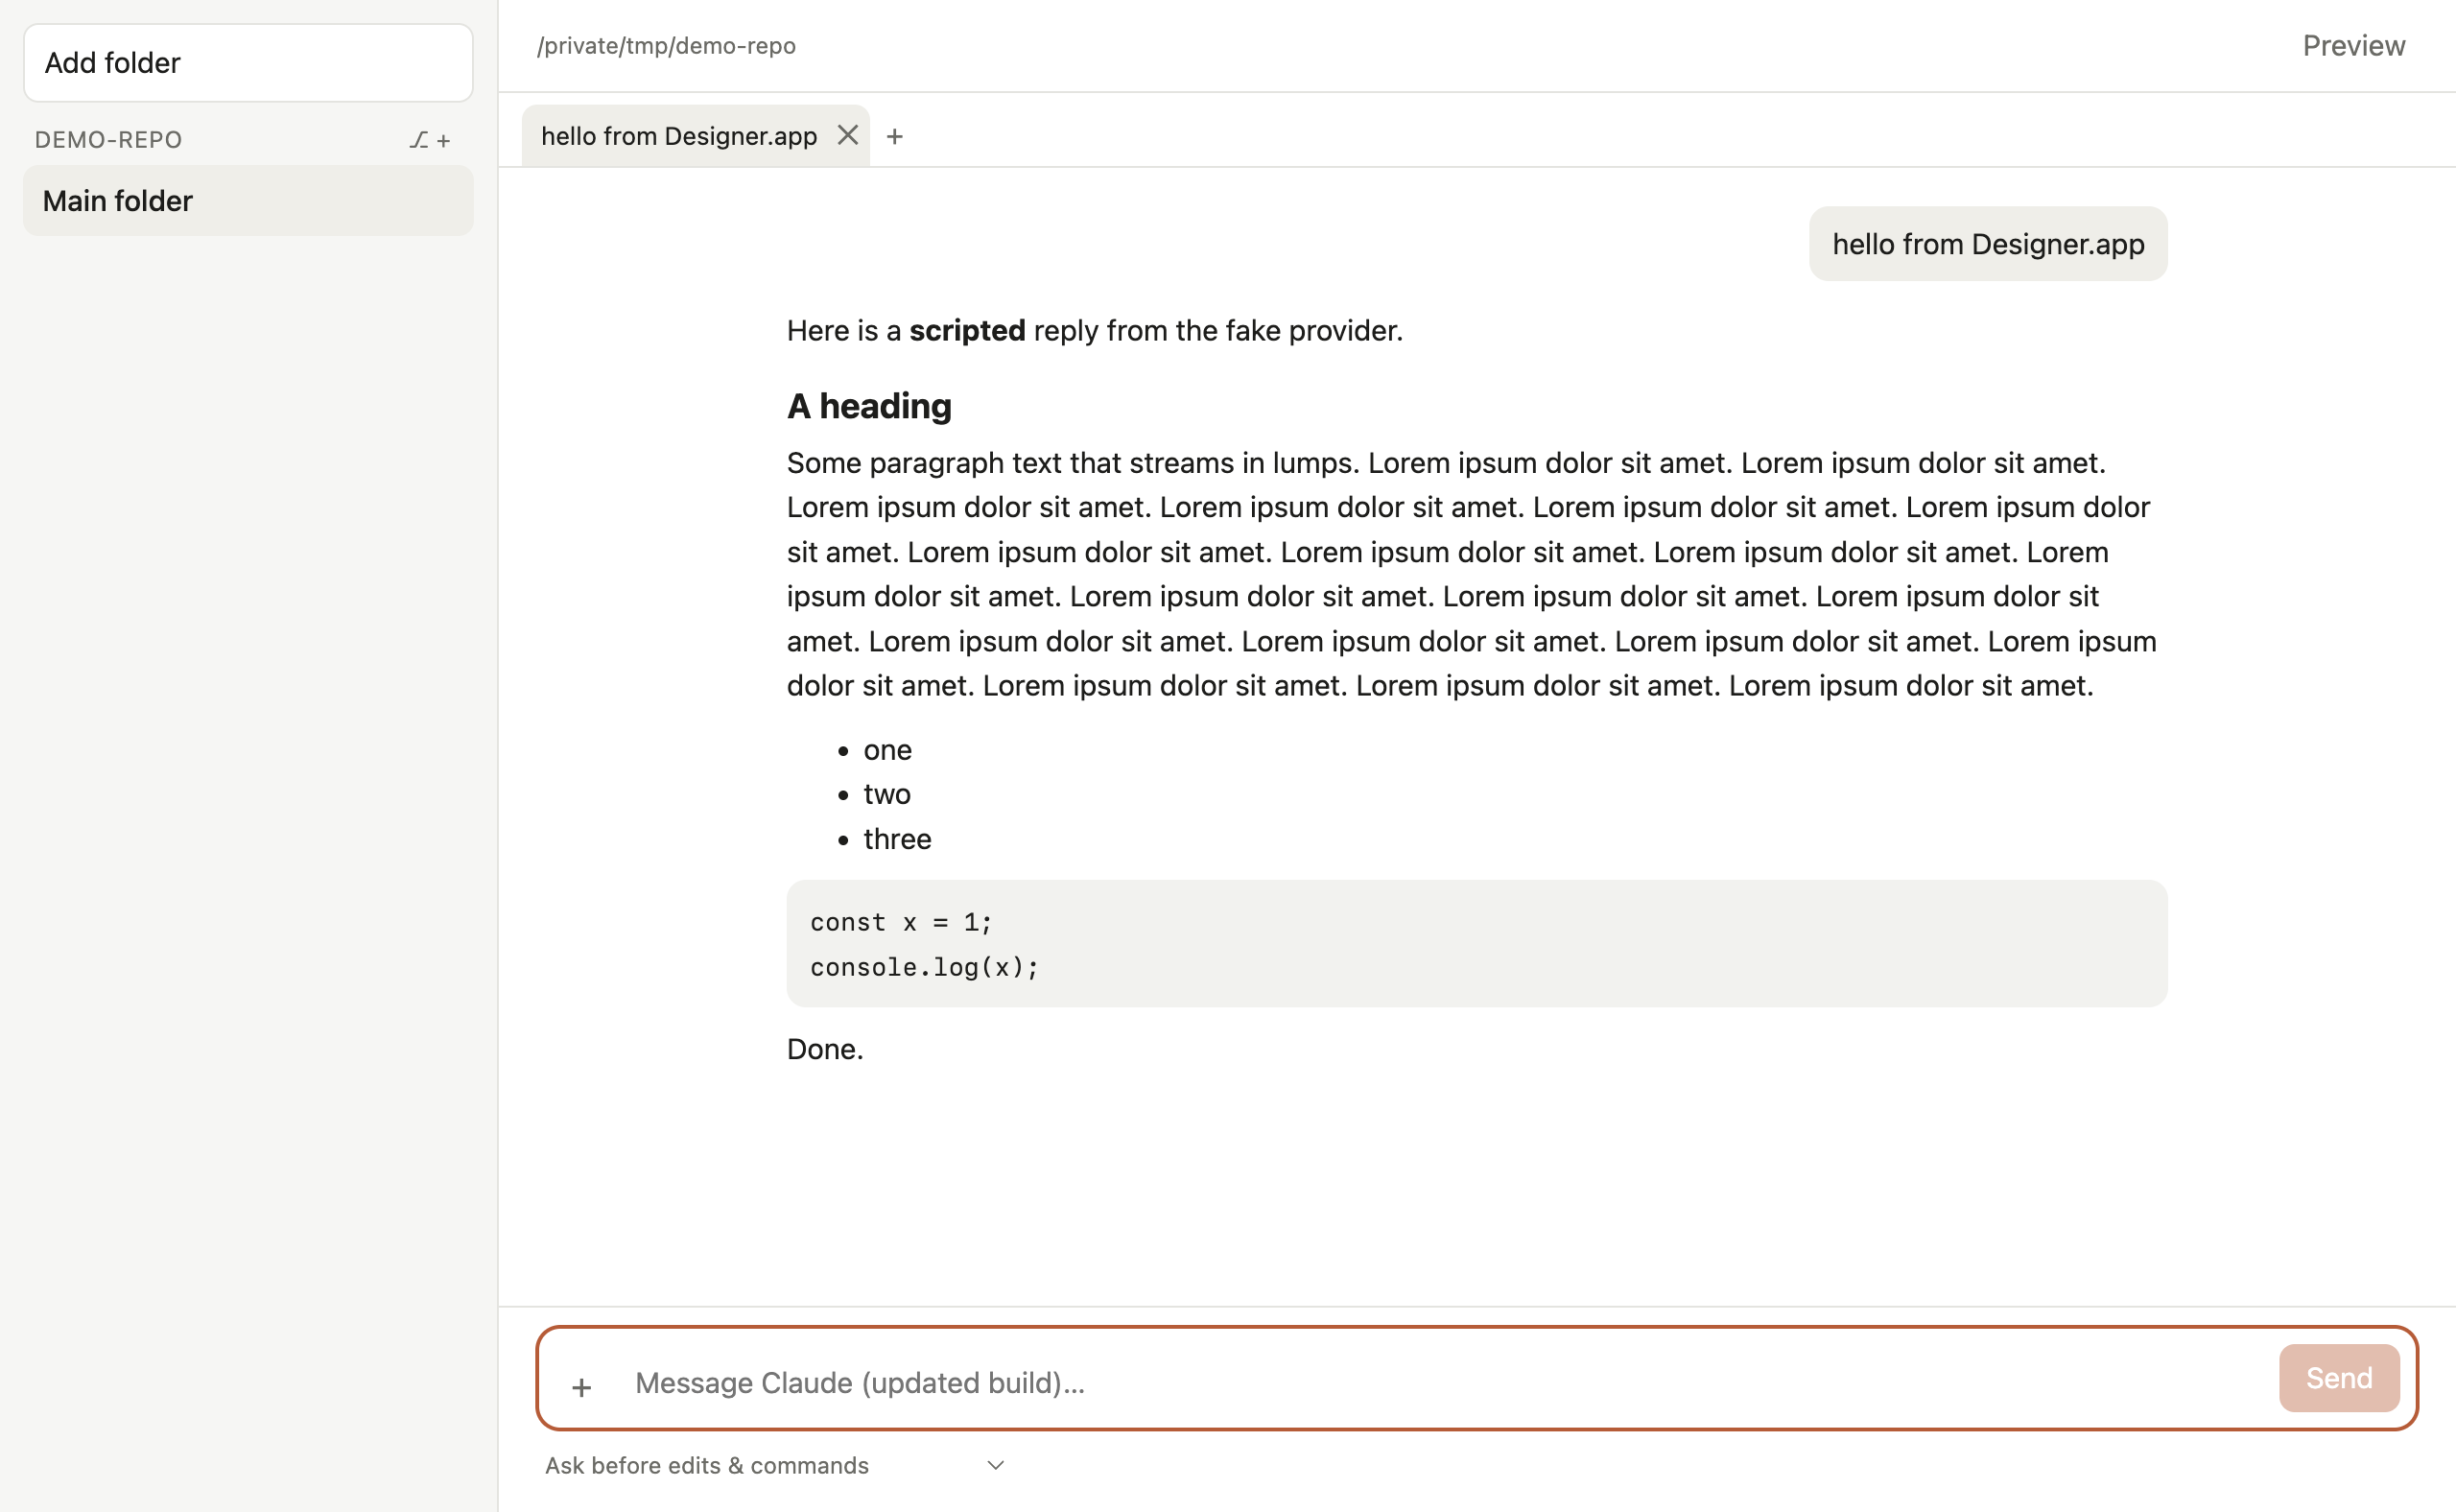 Add folder
DEMO-REPO
Main folder
/private/tmp/demo-repo
Preview
hello from Designer.app
hello from Designer.app
Here is a scripted reply from the fake provider.
A heading
Some paragraph text that streams in lumps. Lorem ipsum dolor sit amet. Lorem ipsum dolor sit amet.
Lorem ipsum dolor sit amet. Lorem ipsum dolor sit amet. Lorem ipsum dolor sit amet. Lorem ipsum dolor
sit amet. Lorem ipsum dolor sit amet. Lorem ipsum dolor sit amet. Lorem ipsum dolor sit amet. Lorem
ipsum dolor sit amet. Lorem ipsum dolor sit amet. Lorem ipsum dolor sit amet. Lorem ipsum dolor sit
amet. Lorem ipsum dolor sit amet. Lorem ipsum dolor sit amet. Lorem ipsum dolor sit amet. Lorem ipsum
dolor sit amet. Lorem ipsum dolor sit amet. Lorem ipsum dolor sit amet. Lorem ipsum dolor sit amet.
• one
• two
• three
const x = 1;
console.log(x);
Done.
Message Claude (updated build)...
Send
Ask before edits & commands